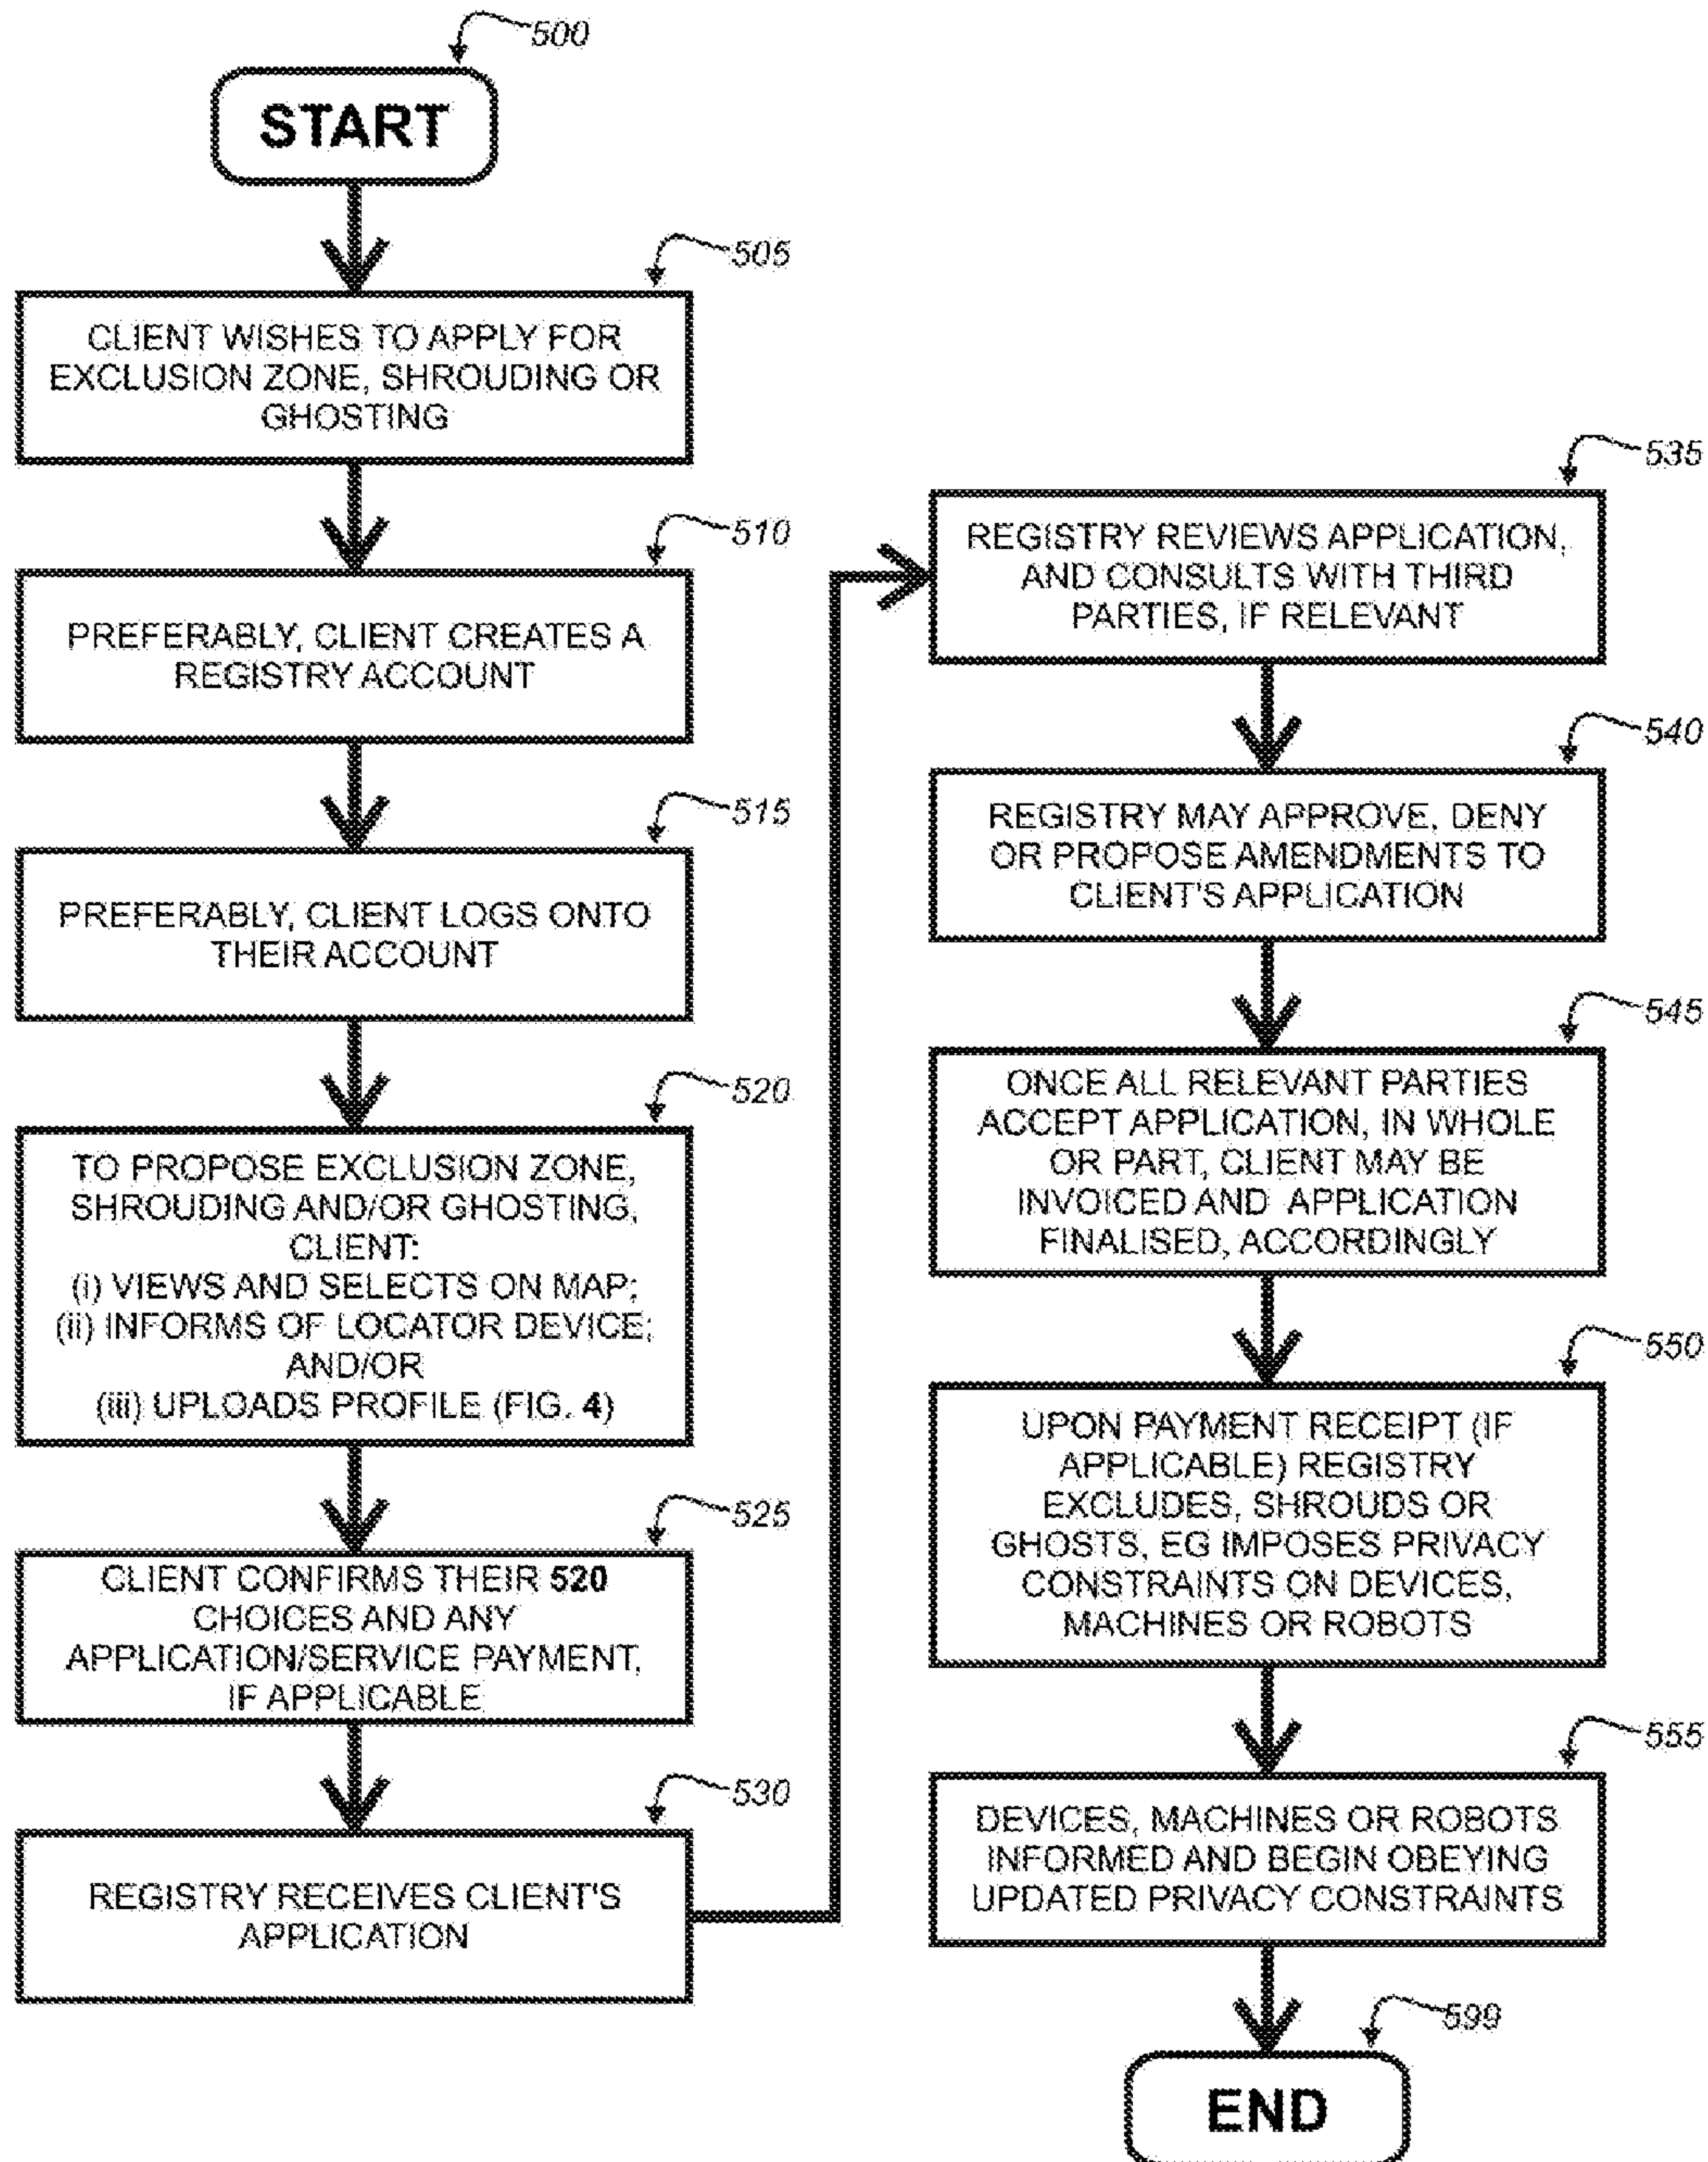 500
START
505
CLIENT WISHES TO APPLY FOR
EXCLUSION ZONE, SHROUDING OR
GHOSTING
510
PREFERABLY, CLIENT CREATES A
REGISTRY ACCOUNT
515
PREFERABLY, CLIENT LOGS ONTO
THEIR ACCOUNT
520
TO PROPOSE EXCLUSION ZONE,
SHROUDING AND/OR GHOSTING,
CLIENT:
(i) VIEWS AND SELECTS ON MAP;
(ii) INFORMS OF LOCATOR DEVICE;
AND/OR
(iii) UPLOADS PROFILE (FIG. 4)
525
CLIENT CONFIRMS THEIR 520
CHOICES AND ANY
APPLICATION/SERVICE PAYMENT,
IF APPLICABLE
530
REGISTRY RECEIVES CLIENT'S
APPLICATION
535
REGISTRY REVIEWS APPLICATION,
AND CONSULTS WITH THIRD
PARTIES, IF RELEVANT
540
REGISTRY MAY APPROVE, DENY
OR PROPOSE AMENDMENTS TO
CLIENT'S APPLICATION
545
ONCE ALL RELEVANT PARTIES
ACCEPT APPLICATION, IN WHOLE
OR PART, CLIENT MAY BE
INVOICED AND APPLICATION
FINALISED, ACCORDINGLY
550
UPON PAYMENT RECEIPT (IF
APPLICABLE) REGISTRY
EXCLUDES, SHROUDS OR
GHOSTS, EG IMPOSES PRIVACY
CONSTRAINTS ON DEVICES,
MACHINES OR ROBOTS
555
DEVICES, MACHINES OR ROBOTS
INFORMED AND BEGIN OBEYING
UPDATED PRIVACY CONSTRAINTS
599
END